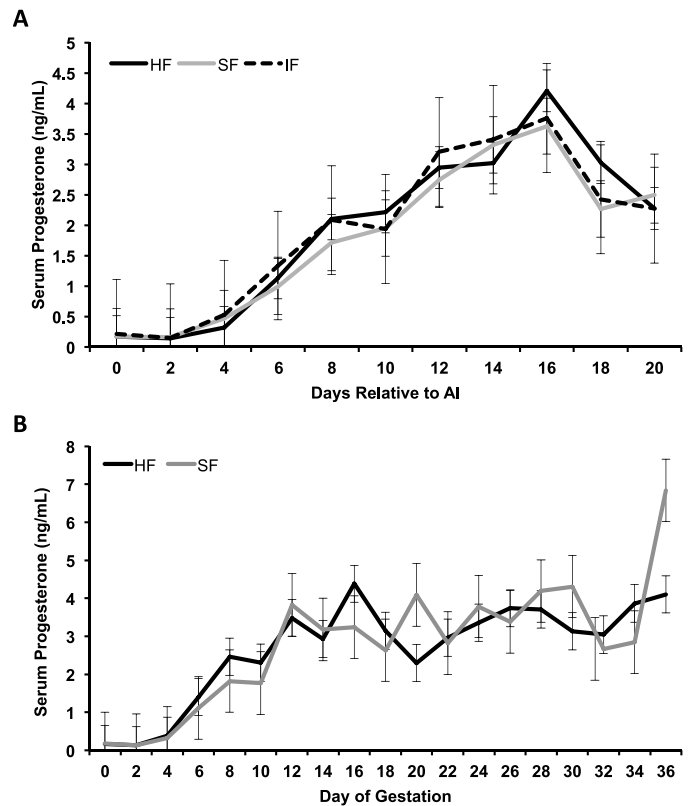 A
5
4.5
4
3.5
3
2.5
2
1.5
1
0.5
0
Serum Progesterone (ng/mL)
HF SF IF
0 2 4 6 8 10 12 14 16 18 20
Days Relative to AI
B
8
7
6
5
4
3
2
1
0
Serum Progesterone (ng/mL)
HF SF
0 2 4 6 8 10 12 14 16 18 20 22 24 26 28 30 32 34 36
Day of Gestation